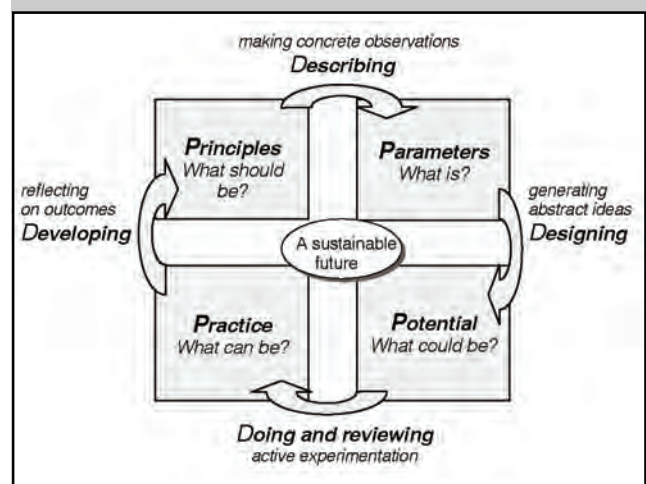 making concrete observations
Describing
Principles
What should
be?
Parameters
What is?
reflecting
on outcomes
Developing
generating
abstract ideas
Designing
A sustainable
future
Practice
What can be?
Potential
What could be?
Doing and reviewing
active experimentation